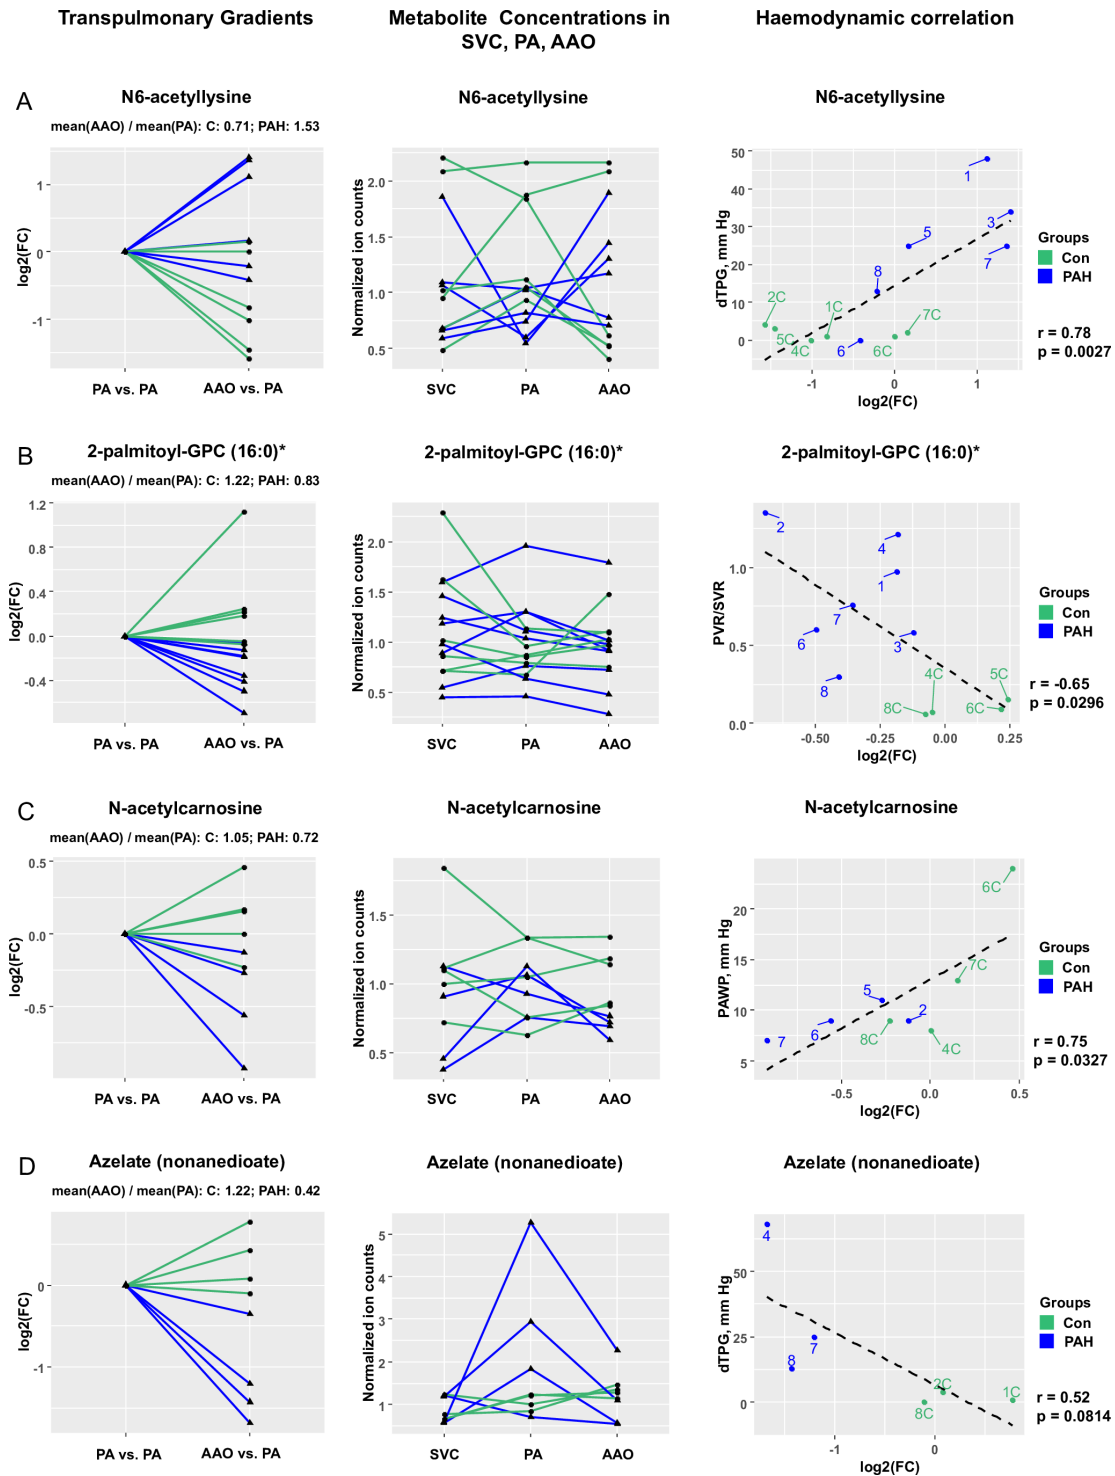 Transpulmonary Gradients
Metabolite Concentrations in
SVC, PA, AAO
Haemodynamic correlation
A
N6-acetyllysine
mean(AAO) / mean(PA): C: 0.71; PAH: 1.53
log2(FC)
1
0
-1
PA vs. PA
AAO vs. PA
N6-acetyllysine
Normalized ion counts
2.0
1.5
1.0
0.5
SVC
PA
AAO
N6-acetyllysine
dTPG, mm Hg
50
40
30
20
10
0
1
3
5
7
8
2C
1C
7C
5C
4C
6
6C
-1
0
1
log2(FC)
Groups
Con
PAH
r = 0.78
p = 0.0027
B
2-palmitoyl-GPC (16:0)*
mean(AAO) / mean(PA): C: 1.22; PAH: 0.83
log2(FC)
1.2
0.8
0.4
0.0
-0.4
PA vs. PA
AAO vs. PA
2-palmitoyl-GPC (16:0)*
Normalized ion counts
2.0
1.5
1.0
0.5
SVC
PA
AAO
2-palmitoyl-GPC (16:0)*
PVR/SVR
1.0
0.5
0.0
2
4
1
7
6
3
8
4C
5C
8C
6C
-0.50
-0.25
0.00
0.25
log2(FC)
Groups
Con
PAH
r = -0.65
p = 0.0296
C
N-acetylcarnosine
mean(AAO) / mean(PA): C: 1.05; PAH: 0.72
log2(FC)
0.5
0.0
-0.5
PA vs. PA
AAO vs. PA
N-acetylcarnosine
Normalized ion counts
1.5
1.0
0.5
SVC
PA
AAO
N-acetylcarnosine
PAWP, mm Hg
20
15
10
5
6C
7C
5
2
6
8C
4C
7
-0.5
0.0
0.5
log2(FC)
Groups
Con
PAH
r = 0.75
p = 0.0327
D
Azelate (nonanedioate)
mean(AAO) / mean(PA): C: 1.22; PAH: 0.42
log2(FC)
0
-1
PA vs. PA
AAO vs. PA
Azelate (nonanedioate)
Normalized ion counts
5
4
3
2
1
SVC
PA
AAO
Azelate (nonanedioate)
dTPG, mm Hg
50
25
0
4
7
8
2C
1C
8C
-1
0
log2(FC)
Groups
Con
PAH
r = 0.52
p = 0.0814